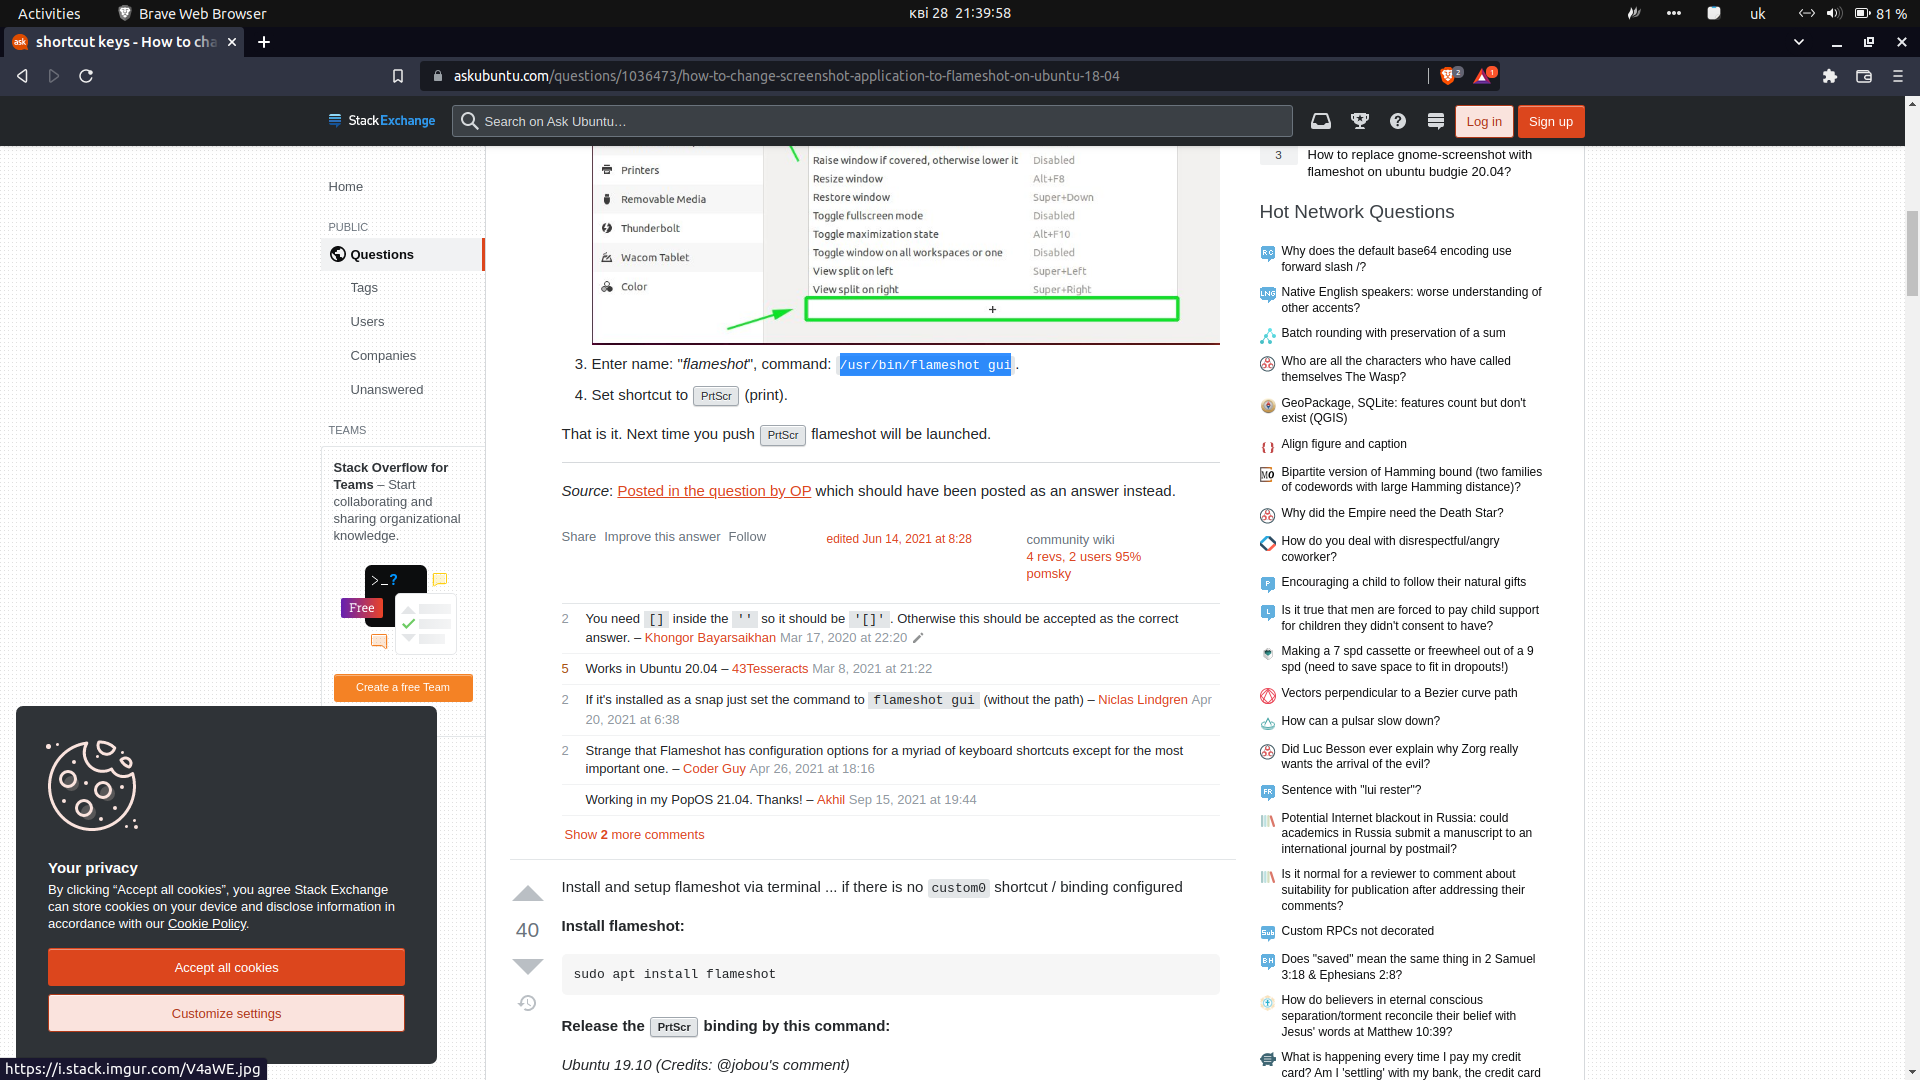 Activities
Brave Web Browser
кві 28 21:39:58
uk
81 %
shortcut keys - How to cha
askubuntu.com/questions/1036473/how-to-change-screenshot-application-to-flameshot-on-ubuntu-18-04
2
1
StackExchange
Search on Ask Ubuntu…
Log in
Sign up
Home
PUBLIC
Questions
Tags
Users
Companies
Unanswered
TEAMS
Stack Overflow for
Teams – Start
collaborating and
sharing organizational
knowledge.
>_?
Free
Create a free Team
Printers
Removable Media
Thunderbolt
Wacom Tablet
Color
Raise window if covered, otherwise lower it Disabled
Resize window Alt+F8
Restore window Super+Down
Toggle fullscreen mode Disabled
Toggle maximization state Alt+F10
Toggle window on all workspaces or one Disabled
View split on left Super+Left
View split on right Super+Right
+
3. Enter name: "flameshot", command: /usr/bin/flameshot gui.
4. Set shortcut to PrtScr (print).
That is it. Next time you push PrtScr flameshot will be launched.
Source: Posted in the question by OP which should have been posted as an answer instead.
Share Improve this answer Follow
edited Jun 14, 2021 at 8:28
community wiki
4 revs, 2 users 95%
pomsky
2 You need [] inside the '' so it should be '[]'. Otherwise this should be accepted as the correct
answer. – Khongor Bayarsaikhan Mar 17, 2020 at 22:20
5 Works in Ubuntu 20.04 – 43Tesseracts Mar 8, 2021 at 21:22
2 If it's installed as a snap just set the command to flameshot gui (without the path) – Niclas Lindgren Apr
20, 2021 at 6:38
2 Strange that Flameshot has configuration options for a myriad of keyboard shortcuts except for the most
important one. – Coder Guy Apr 26, 2021 at 18:16
Working in my PopOS 21.04. Thanks! – Akhil Sep 15, 2021 at 19:44
Show 2 more comments
40
Install and setup flameshot via terminal ... if there is no custom0 shortcut / binding configured
Install flameshot:
sudo apt install flameshot
Release the PrtScr binding by this command:
Ubuntu 19.10 (Credits: @jobou's comment)
3 How to replace gnome-screenshot with
flameshot on ubuntu budgie 20.04?
Hot Network Questions
Why does the default base64 encoding use
forward slash /?
Native English speakers: worse understanding of
other accents?
Batch rounding with preservation of a sum
Who are all the characters who have called
themselves The Wasp?
GeoPackage, SQLite: features count but don't
exist (QGIS)
Align figure and caption
Bipartite version of Hamming bound (two families
of codewords with large Hamming distance)?
Why did the Empire need the Death Star?
How do you deal with disrespectful/angry
coworker?
Encouraging a child to follow their natural gifts
Is it true that men are forced to pay child support
for children they didn't consent to have?
Making a 7 spd cassette or freewheel out of a 9
spd (need to save space to fit in dropouts!)
Vectors perpendicular to a Bezier curve path
How can a pulsar slow down?
Did Luc Besson ever explain why Zorg really
wants the arrival of the evil?
Sentence with "lui rester"?
Potential Internet blackout in Russia: could
academics in Russia submit a manuscript to an
international journal by postmail?
Is it normal for a reviewer to comment about
suitability for publication after addressing their
comments?
Custom RPCs not decorated
Does "saved" mean the same thing in 2 Samuel
3:18 & Ephesians 2:8?
How do believers in eternal conscious
separation/torment reconcile their belief with
Jesus' words at Matthew 10:39?
What is happening every time I pay my credit
card? Am I 'settling' with my bank, the credit card
Your privacy
By clicking “Accept all cookies”, you agree Stack Exchange
can store cookies on your device and disclose information in
accordance with our Cookie Policy.
Accept all cookies
Customize settings
https://i.stack.imgur.com/V4aWE.jpg